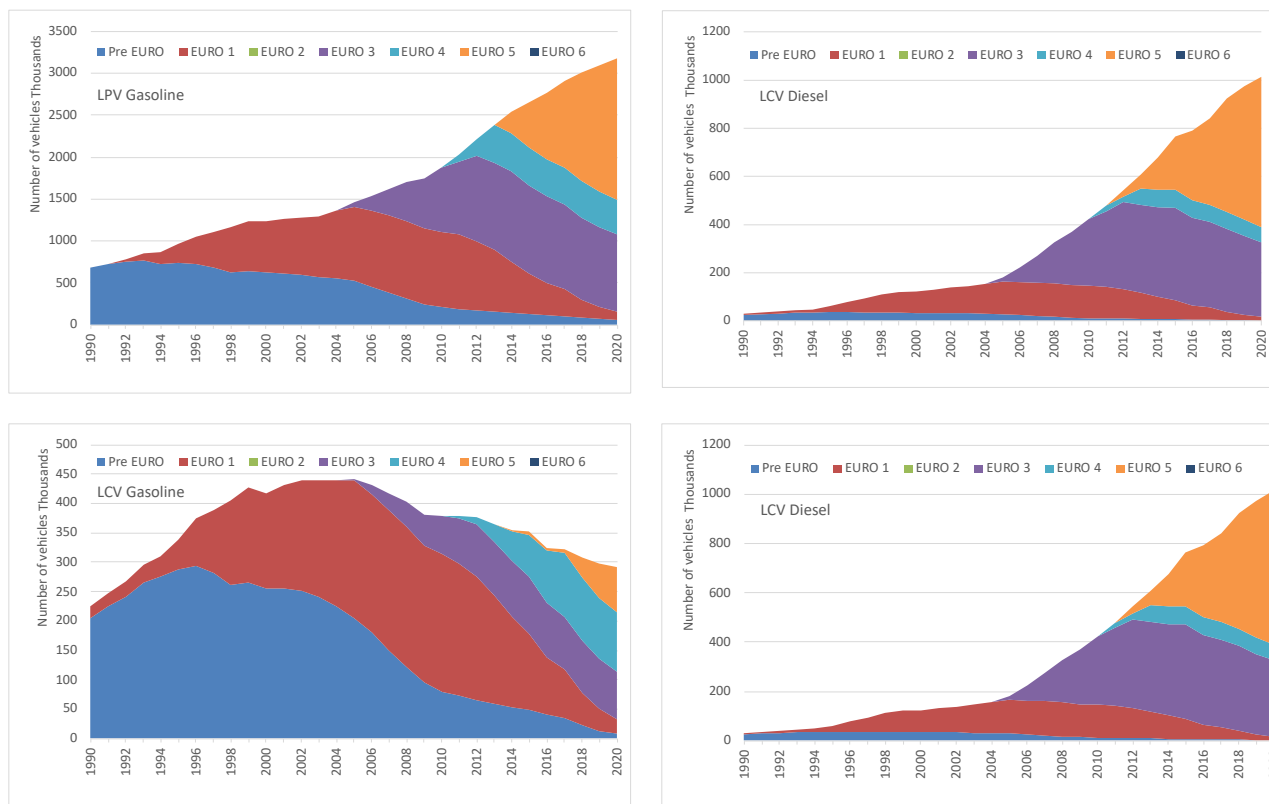 3500
Pre EURO EURO 1 EURO 2 EURO 3 EURO 4 EURO 5 EURO 6
3000
LPV Gasoline
2500
2000
1500
1000
500
0
Number of vehicles Thousands
1990 1992 1994 1996 1998 2000 2002 2004 2006 2008 2010 2012 2014 2016 2018 2020
1200
Pre EURO EURO 1 EURO 2 EURO 3 EURO 4 EURO 5 EURO 6
1000
LCV Diesel
800
600
400
200
0
Number of vehicles Thousands
1990 1992 1994 1996 1998 2000 2002 2004 2006 2008 2010 2012 2014 2016 2018 2020
500
Pre EURO EURO 1 EURO 2 EURO 3 EURO 4 EURO 5 EURO 6
450
LCV Gasoline
400
350
300
250
200
150
100
50
0
Number of vehicles Thousands
1990 1992 1994 1996 1998 2000 2002 2004 2006 2008 2010 2012 2014 2016 2018 2020
1200
Pre EURO EURO 1 EURO 2 EURO 3 EURO 4 EURO 5 EURO 6
1000
LCV Diesel
800
600
400
200
0
Number of vehicles Thousands
1990 1992 1994 1996 1998 2000 2002 2004 2006 2008 2010 2012 2014 2016 2018